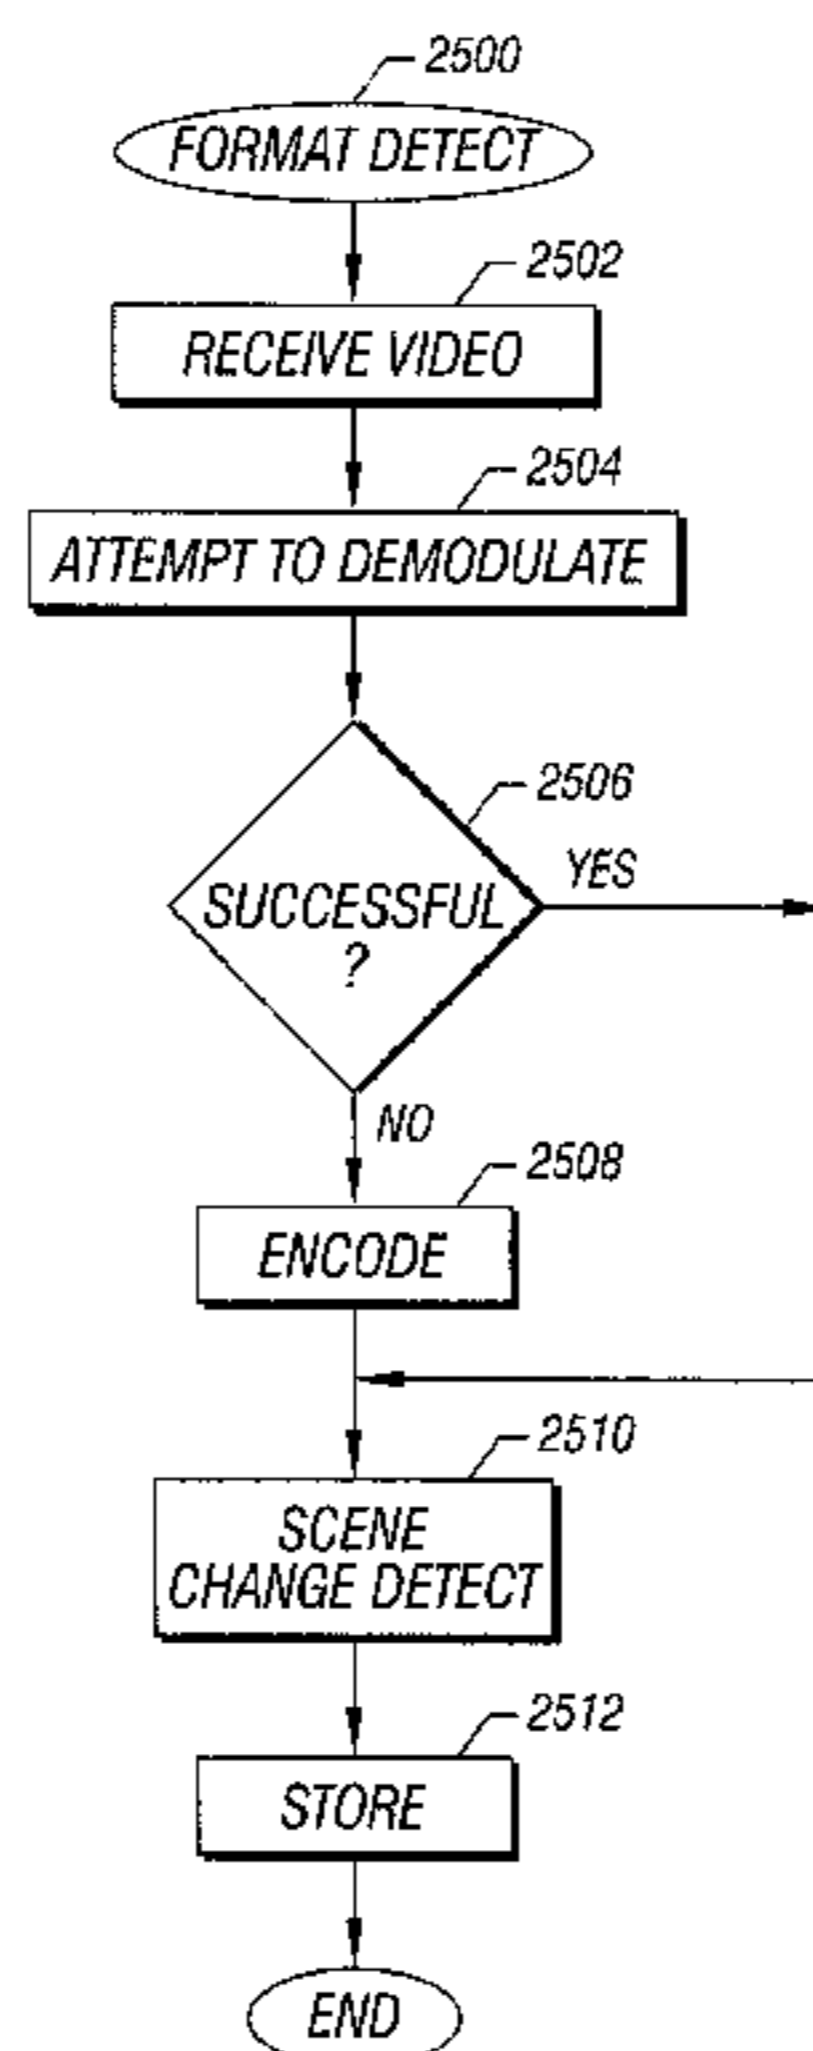 2500
FORMAT DETECT
2502
RECEIVE VIDEO
2504
ATTEMPT TO DEMODULATE
2506
YES
SUCCESSFUL
?
NO
2508
ENCODE
2510
SCENE
CHANGE DETECT
2512
STORE
END